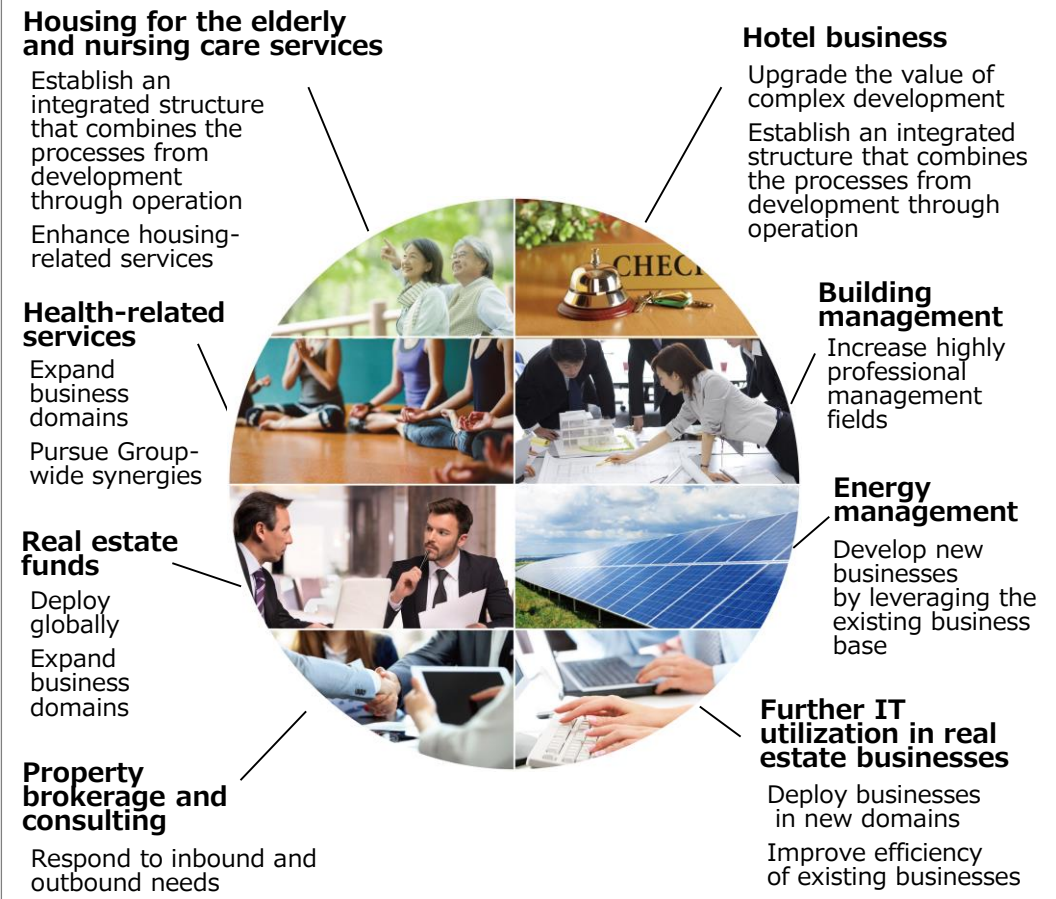 Housing for the elderly
and nursing care services
Establish an
integrated structure
that combines the
processes from
development
through operation
Enhance housing-
related services
Health-related
services
Expand
business
domains
Pursue Group-
wide synergies
Real estate
funds
Deploy
globally
Expand
business
domains
Property
brokerage and
consulting
Respond to inbound and
outbound needs
Hotel business
Upgrade the value of
complex development
Establish an integrated
structure that combines
the processes from
development through
operation
CHEC
Building
management
Increase highly
professional
management
fields
Energy
management
Develop new
businesses
by leveraging the
existing business
base
Further IT
utilization in real
estate businesses
Deploy businesses
in new domains
Improve efficiency
of existing businesses